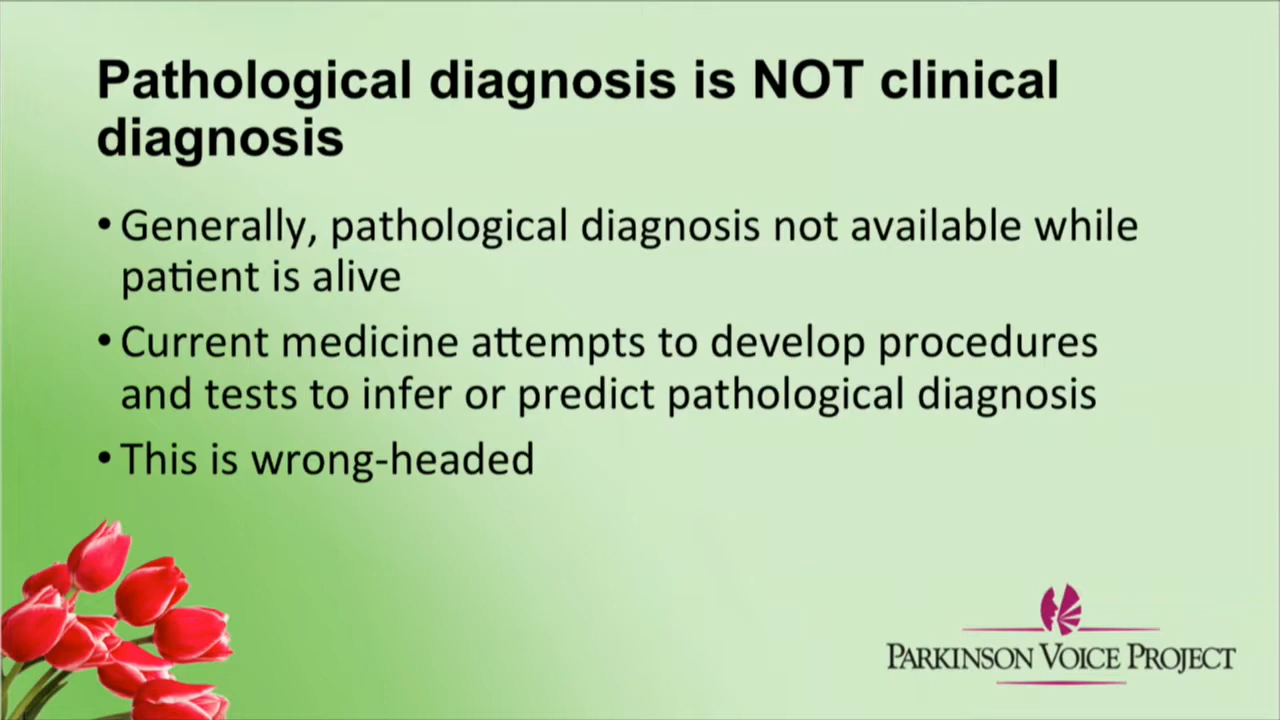 Pathological diagnosis is NOT clinical
diagnosis
• Generally, pathological diagnosis not available while
patient is alive
• Current medicine attempts to develop procedures
and tests to infer or predict pathological diagnosis
• This is wrong-headed
PARKINSON VOICE PROJECT